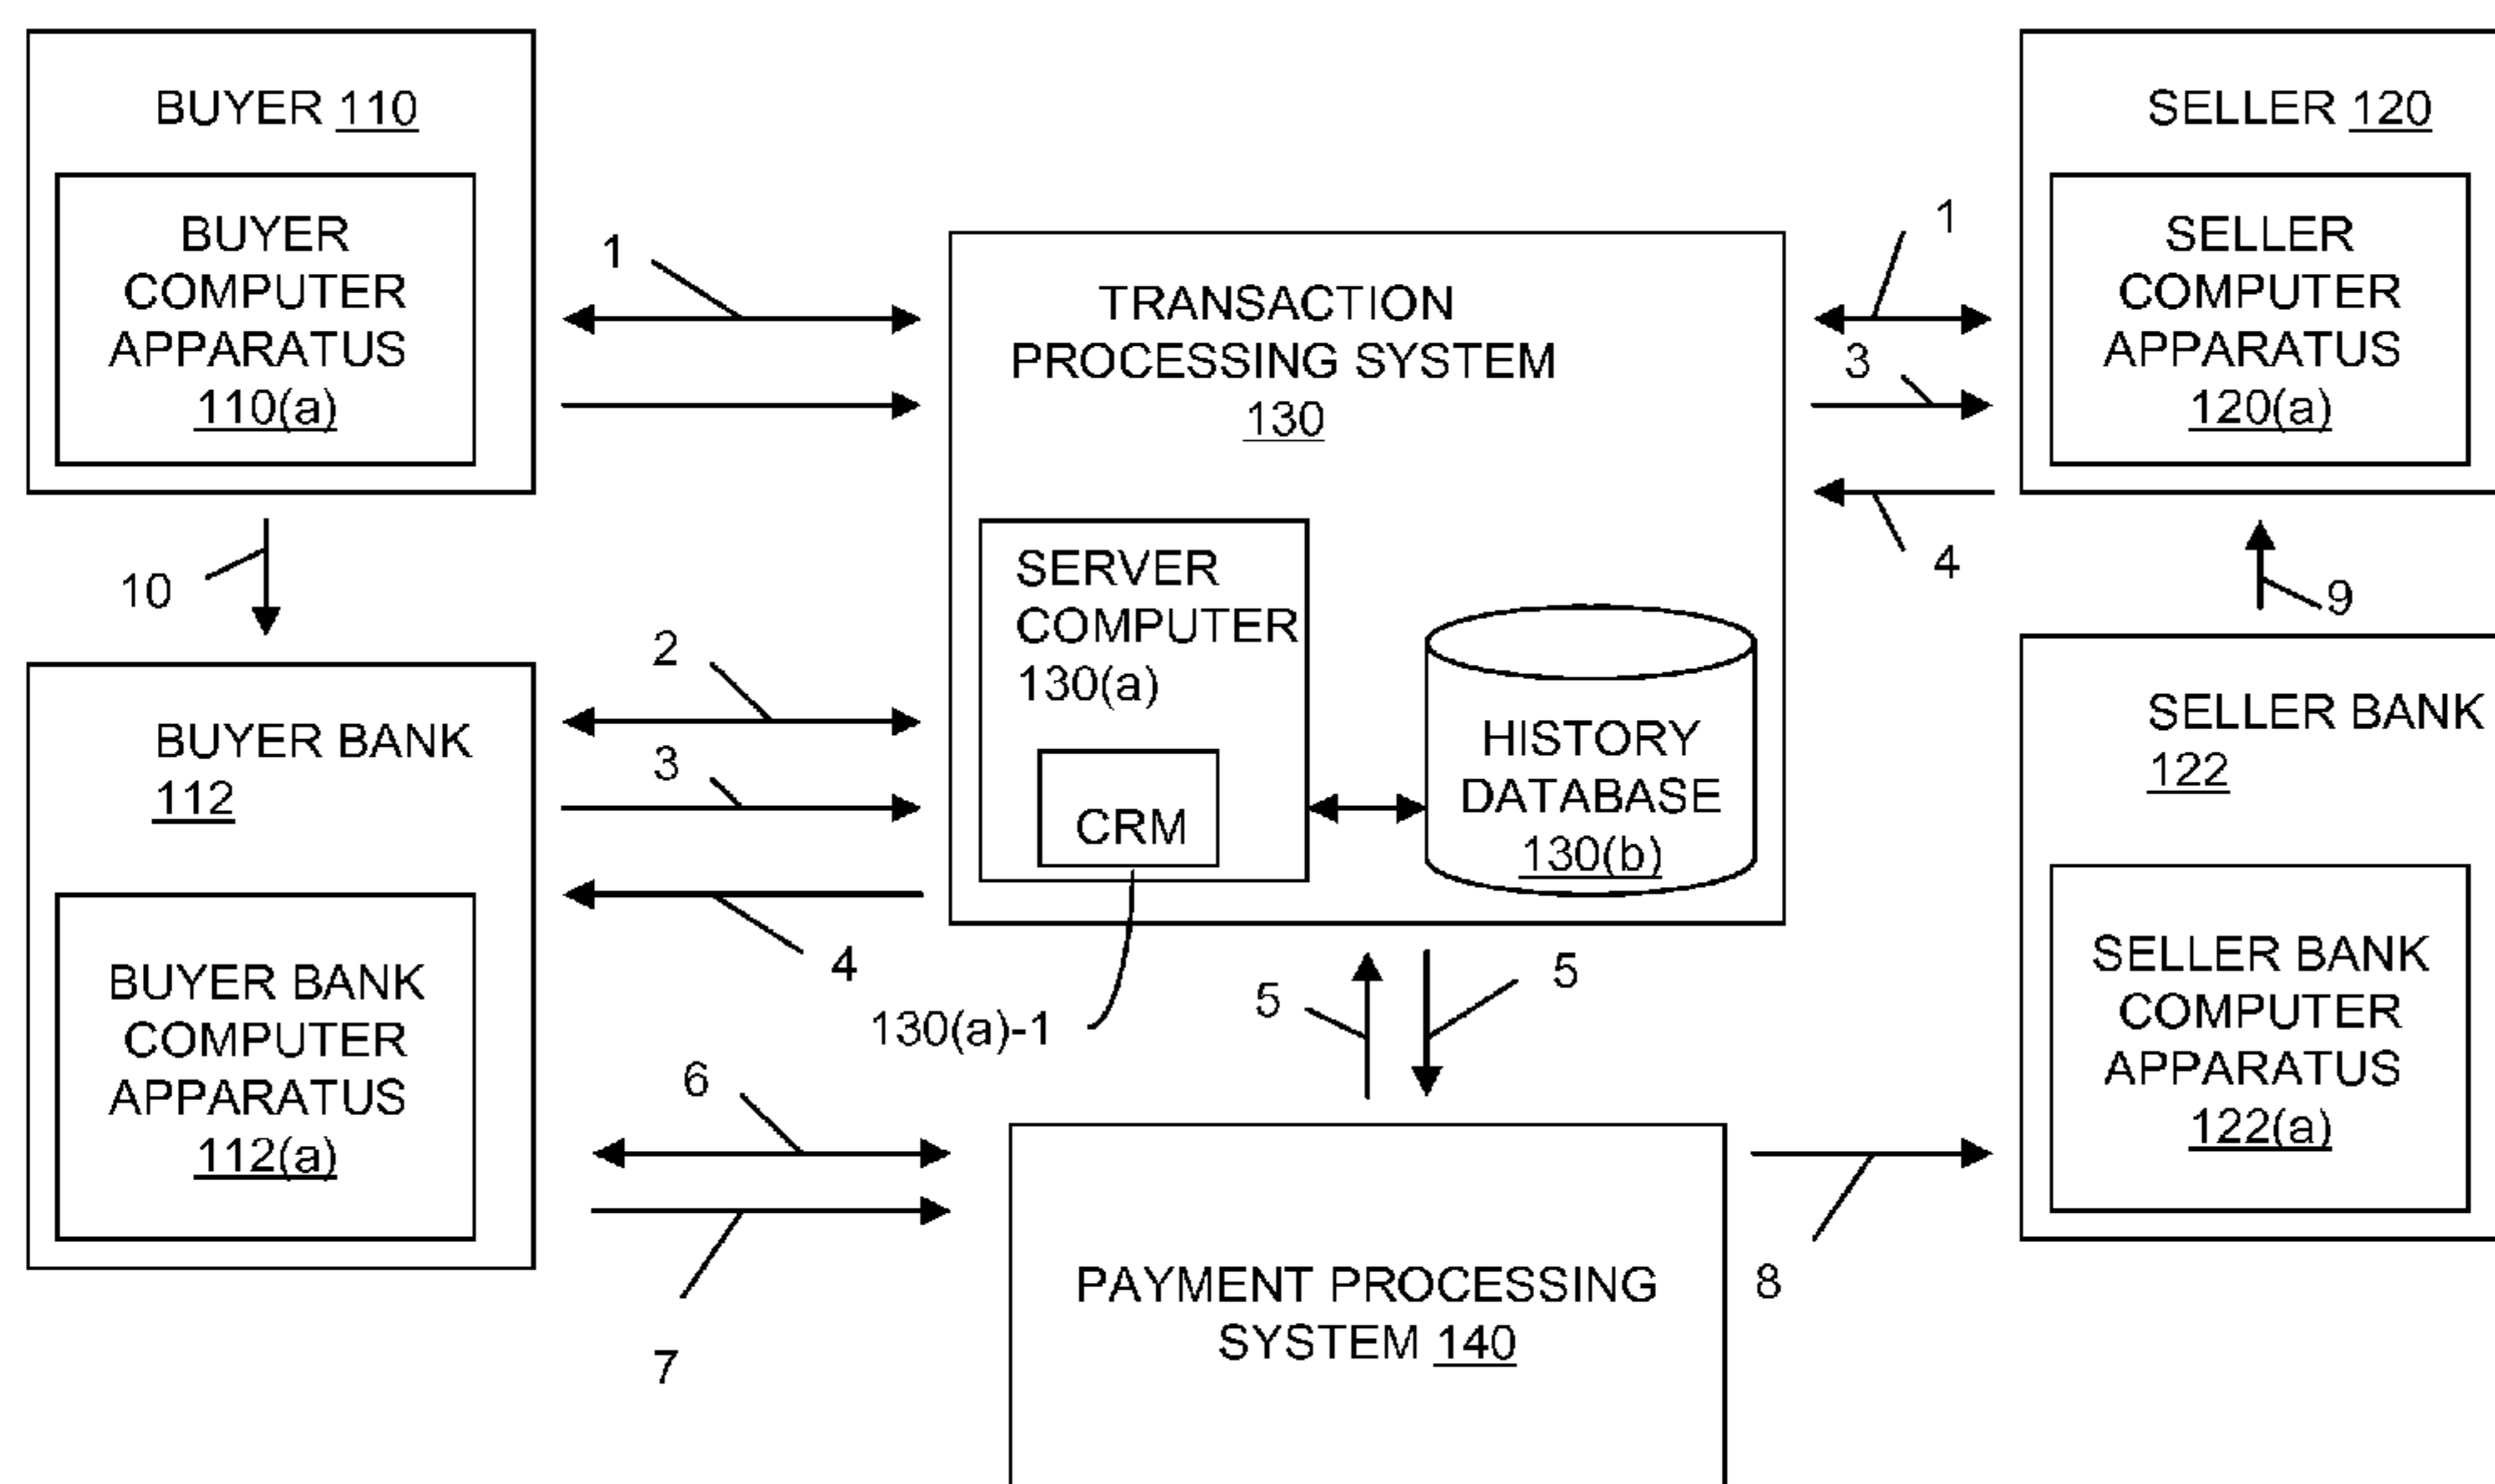 BUYER 110
BUYER
COMPUTER
APPARATUS
110(a)
1
TRANSACTION
PROCESSING SYSTEM
130
SERVER
COMPUTER
130(a)
CRM
HISTORY
DATABASE
130(b)
130(a)-1
SELLER 120
SELLER
COMPUTER
APPARATUS
120(a)
1
3
4
10
9
BUYER BANK
112
BUYER BANK
COMPUTER
APPARATUS
112(a)
2
3
4
5
5
6
7
PAYMENT PROCESSING
SYSTEM 140
8
SELLER BANK
122
SELLER BANK
COMPUTER
APPARATUS
122(a)